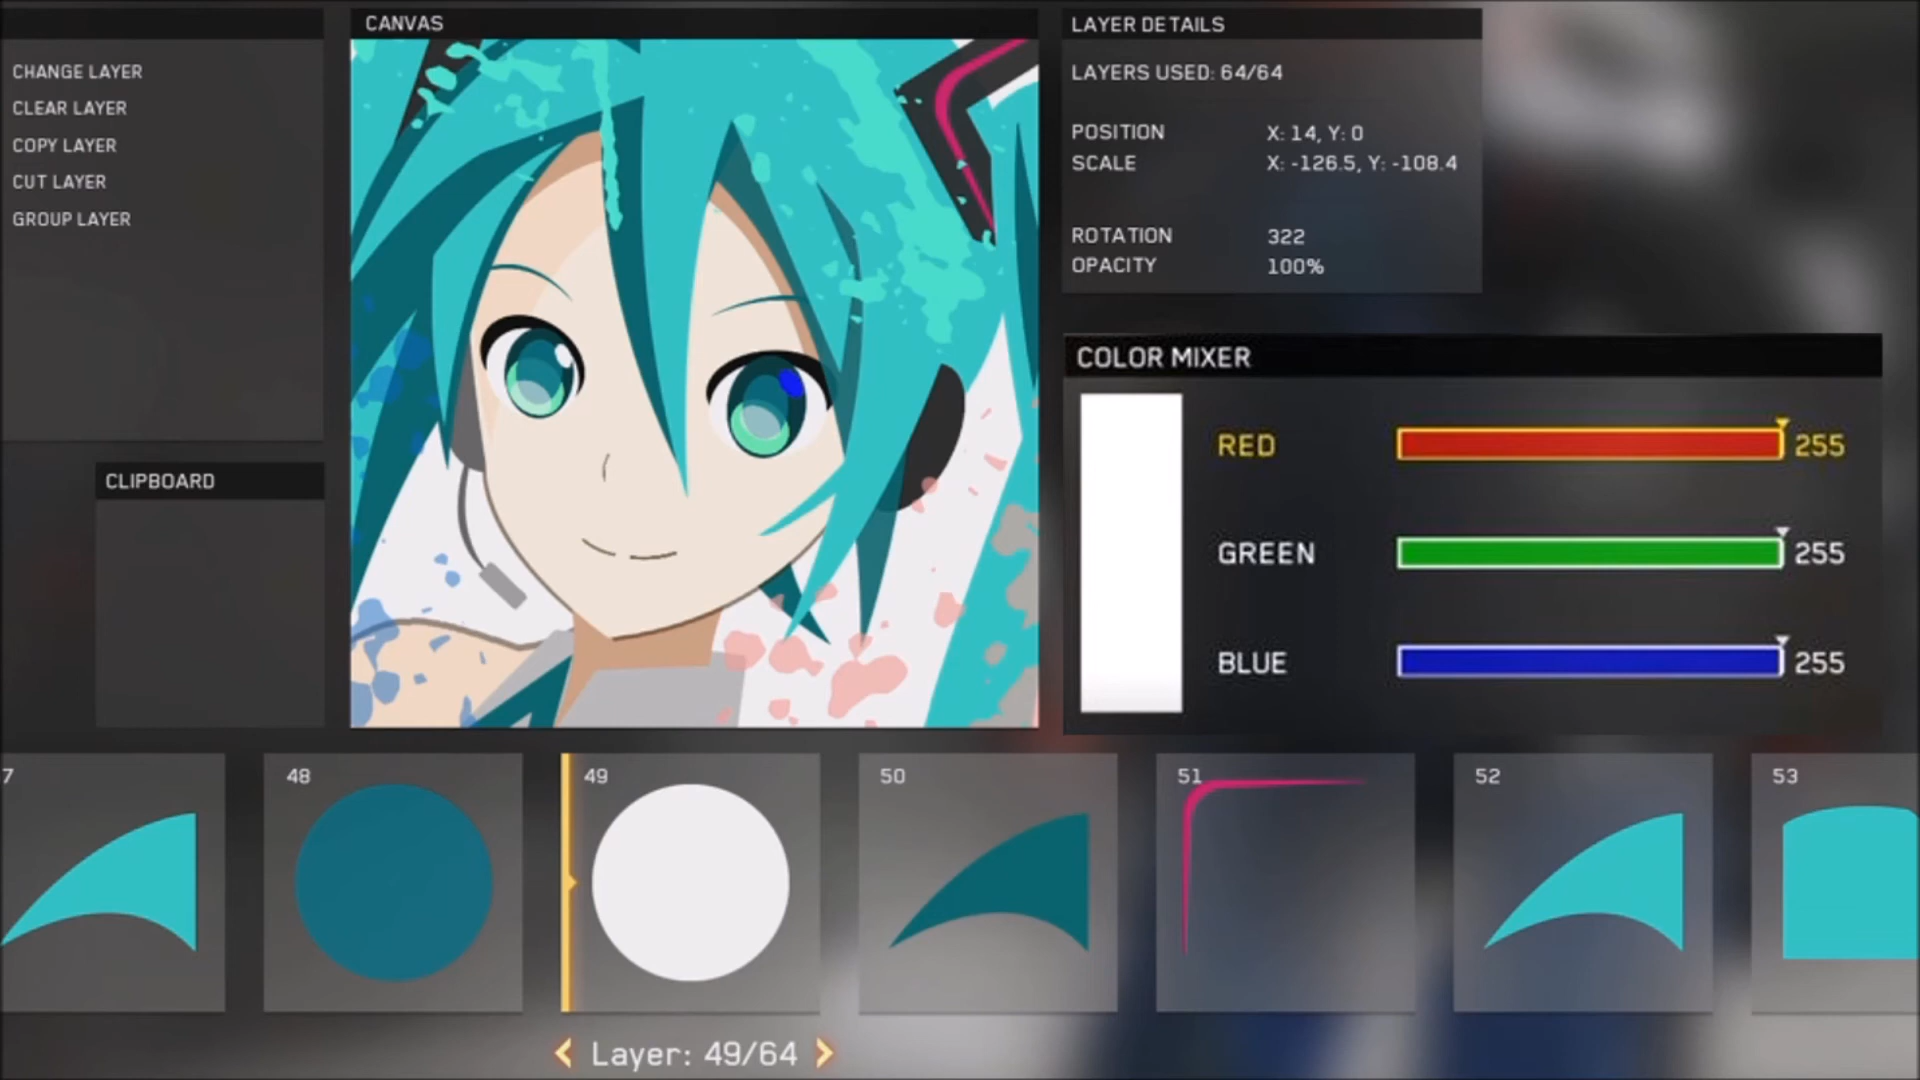 CHANGE LAYER
CLEAR LAYER
COPY LAYER
CUT LAYER
GROUP LAYER
CLIPBOARD
CANVAS
LAYER DETAILS
LAYERS USED: 64/64
POSITION X: 14, Y: 0
SCALE X: -126.5, Y: -108.4
ROTATION 322
OPACITY 100%
COLOR MIXER
RED 255
GREEN 255
BLUE 255
7 48 49 50 51 52 53
Layer: 49/64